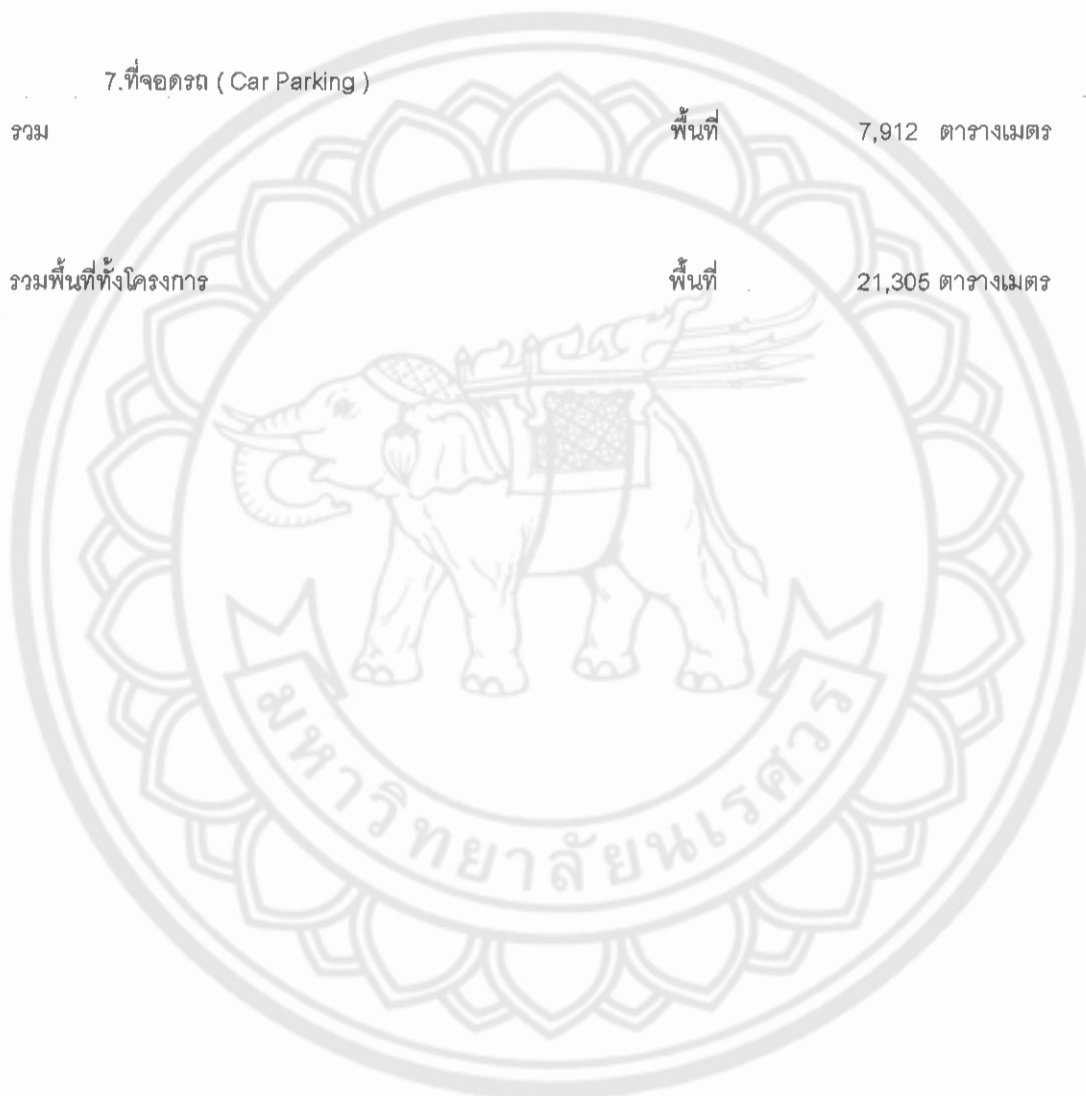 7.ที่จอดรถ ( Car Parking )
รวม พื้นที่ 7,912 ตารางเมตร
รวมพื้นที่ทั้งโครงการ พื้นที่ 21,305 ตารางเมตร
มหาวิทยาลัยนเรศวร